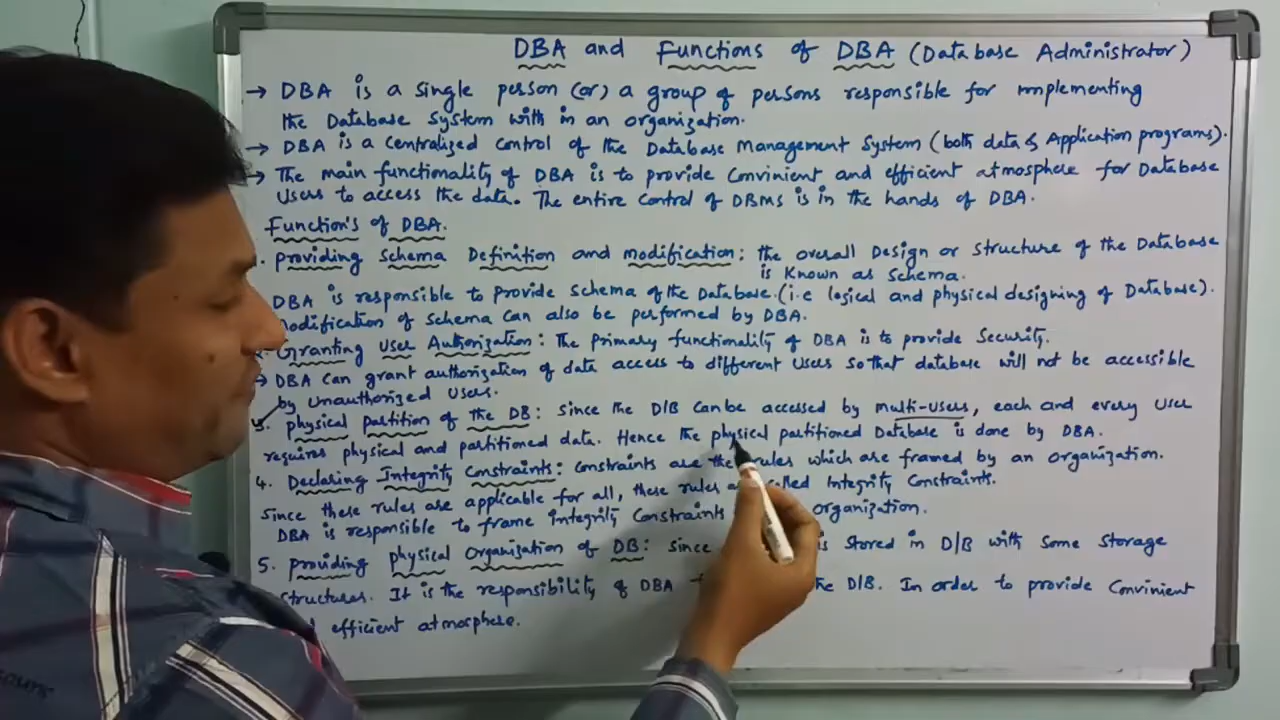 DBA and Functions of DBA (Database Administrator)
→ DBA is a single person (or) a group of persons responsible for implementing
the Database System with in an organization.
→ DBA is a centralized control of the Database Management System (both data & Application programs).
→ The main functionality of DBA is to provide Convinient and efficient atmosphere for Database
Users to access the data. The entire control of DBMS is in the hands of DBA.
Function's of DBA.
. Providing Schema Definition and modification: the overall Design or structure of the Database
is Known as Schema.
DBA is responsible to provide schema of the Database. (i.e logical and physical designing of Database).
modification of schema can also be performed by DBA.
Granting User Authorization: The primary functionality of DBA is to provide Security.
→ DBA can grant authorization of data access to different users so that database will not be accessible
by unauthorized users.
3. physical partition of the DB: Since the D/B can be accessed by multi-users, each and every user
requires physical and partitioned data. Hence the physical partitioned Database is done by DBA.
4. Declaring Integrity Constraints: Constraints are the rules which are framed by an organization.
Since these rules are applicable for all, these rules called Integrity Constraints.
DBA is responsible to frame integrity Constraints organization.
5. Providing physical Organization of DB: Since is stored in D/B with some storage
structures. It is the responsibility of DBA the D/B. In order to provide Convinient
efficient atmosphere.